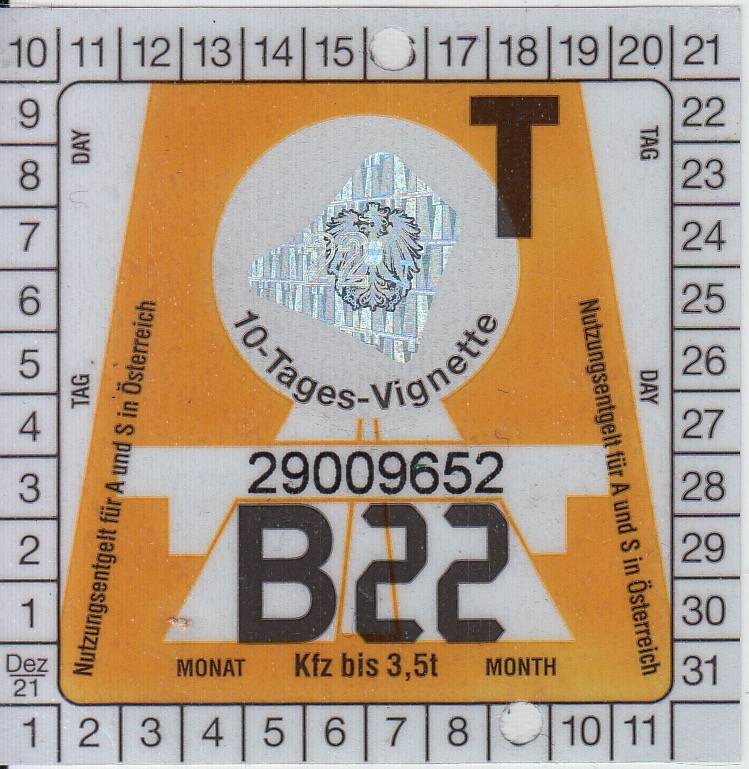 10 11 12 13 14 15 17 18 19 20 21
9
8
7
6
5
4
3
2
1
Dez
21
DAY
TAG
Nutzungsentgelt für A und S in Österreich
T
10-Tages-Vignette
29009652
B22
MONAT Kfz bis 3,5t MONTH
TAG
DAY
Nutzungsentgelt für A und S in Österreich
22
23
24
25
26
27
28
29
30
31
1 2 3 4 5 6 7 8 10 11